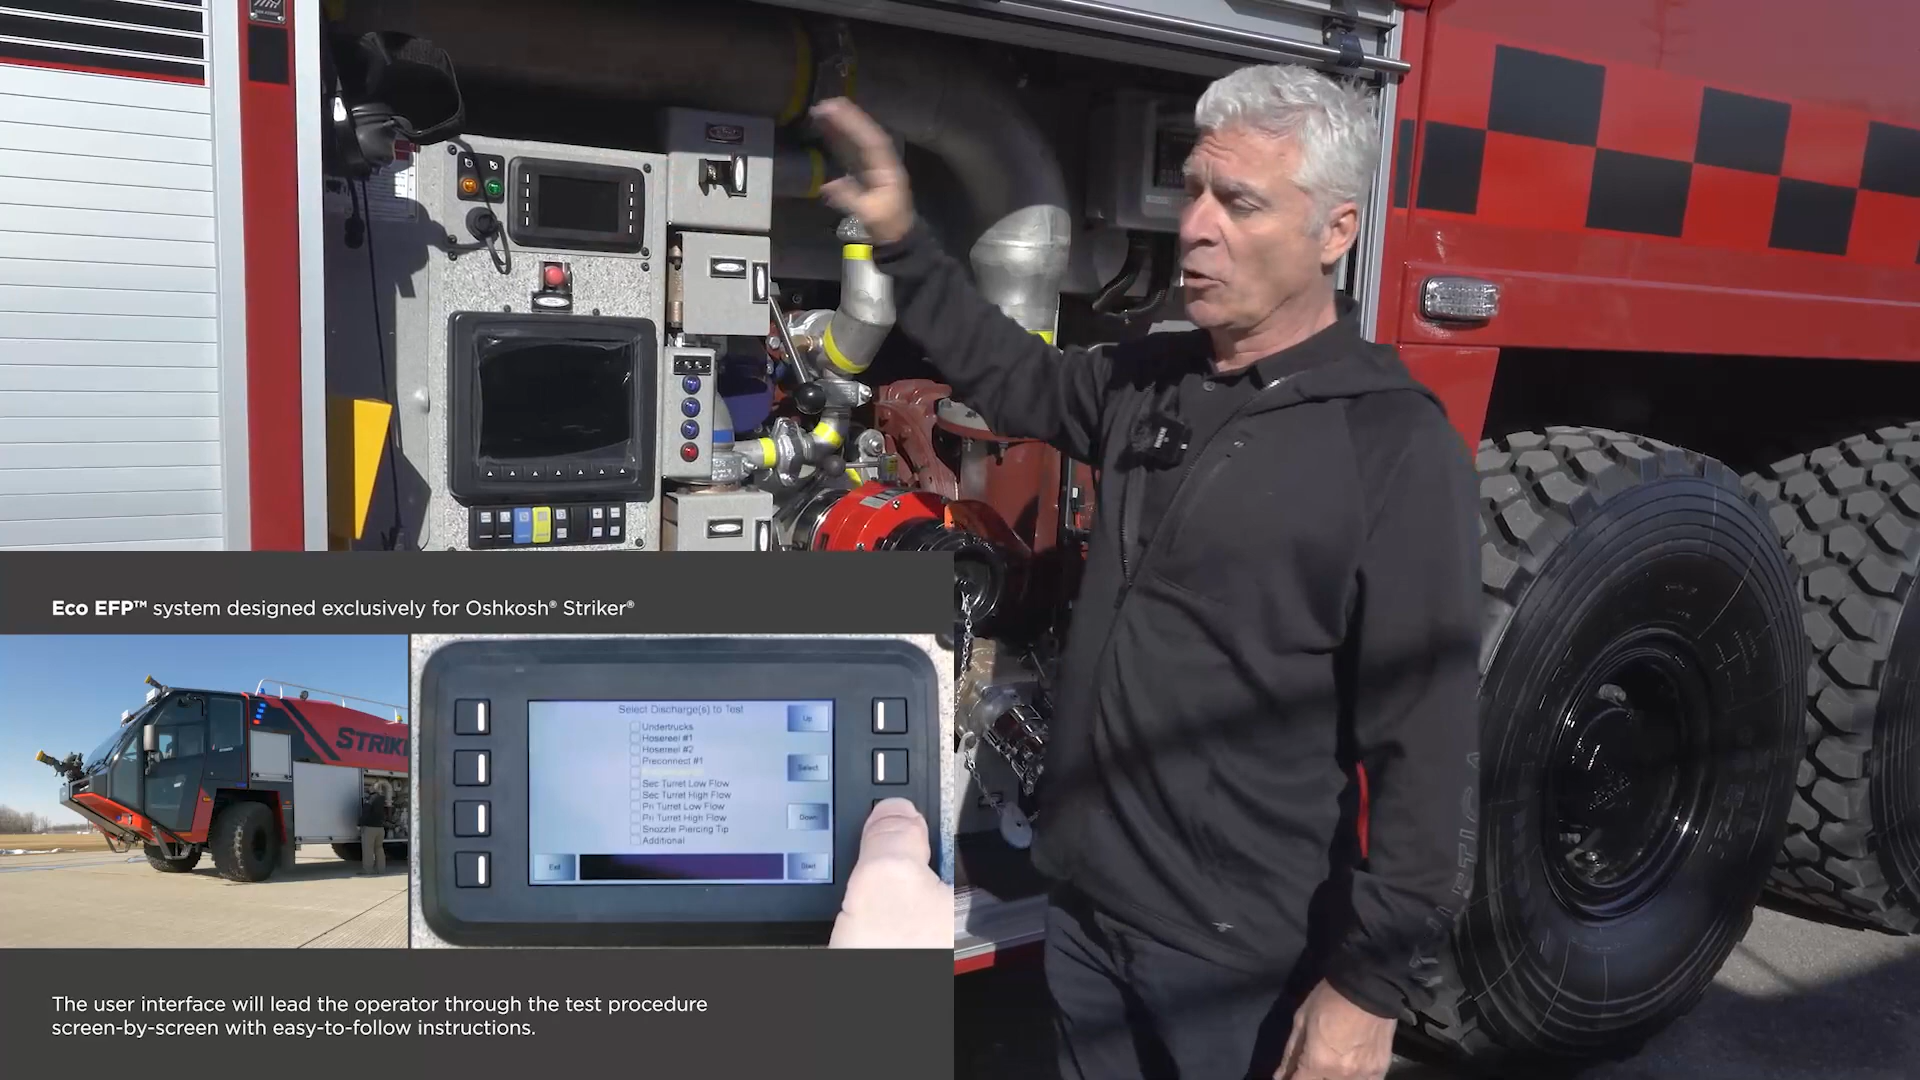 Eco EFP™ system designed exclusively for Oshkosh® Striker®
STRIKE
Select Discharge(s) to Test
Undertrucks
Hosereel #1
Hosereel #2
Preconnect #1
Sec Turret Low Flow
Sec Turret High Flow
Pri Turret Low Flow
Pri Turret High Flow
Snozzle Piercing Tip
Additional
Up
Select
Down
Exit
Start
The user interface will lead the operator through the test procedure
screen-by-screen with easy-to-follow instructions.